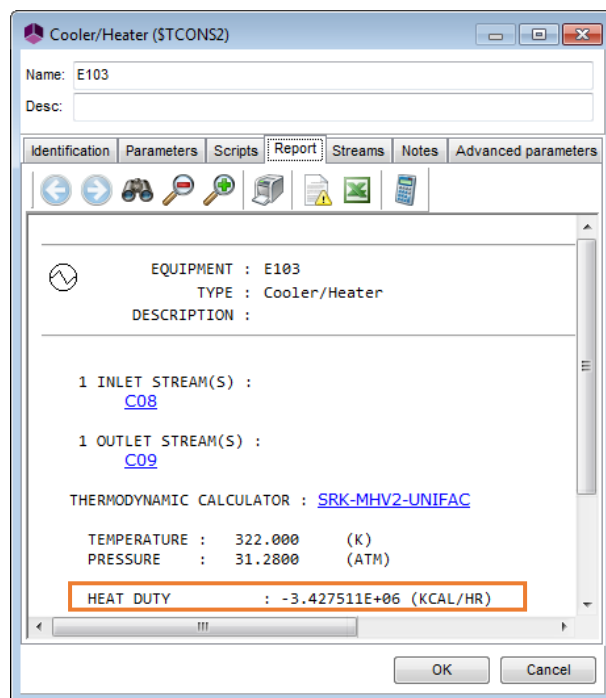 Cooler/Heater ($TCONS2)
Name: E103
Desc:
Identification Parameters Scripts Report Streams Notes Advanced parameters
EQUIPMENT : E103
TYPE : Cooler/Heater
DESCRIPTION :
1 INLET STREAM(S) :
C08
1 OUTLET STREAM(S) :
C09
THERMODYNAMIC CALCULATOR : SRK-MHV2-UNIFAC
TEMPERATURE : 322.000 (K)
PRESSURE : 31.2800 (ATM)
HEAT DUTY : -3.427511E+06 (KCAL/HR)
OK Cancel